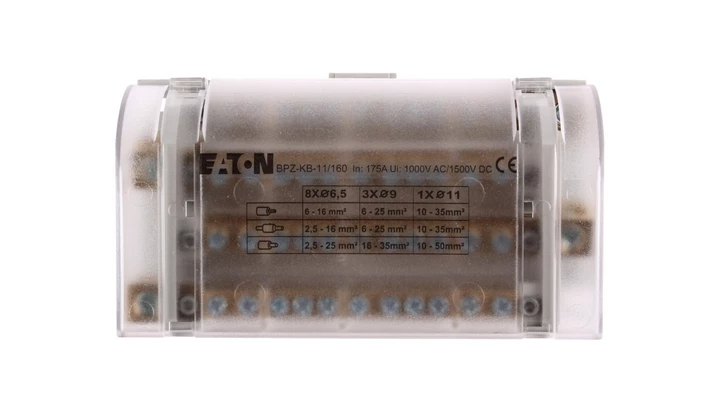 EATON BPZ-KB-11/160 In: 175A Ui: 1000V AC/1500V DC CE
8XØ6,5 3XØ9 1XØ11
6 - 16 mm² 6 - 25 mm² 10 - 35mm²
2,5 - 16 mm² 6 - 25 mm² 10 - 35mm²
2,5 - 25 mm² 16 - 35mm² 10 - 50mm²